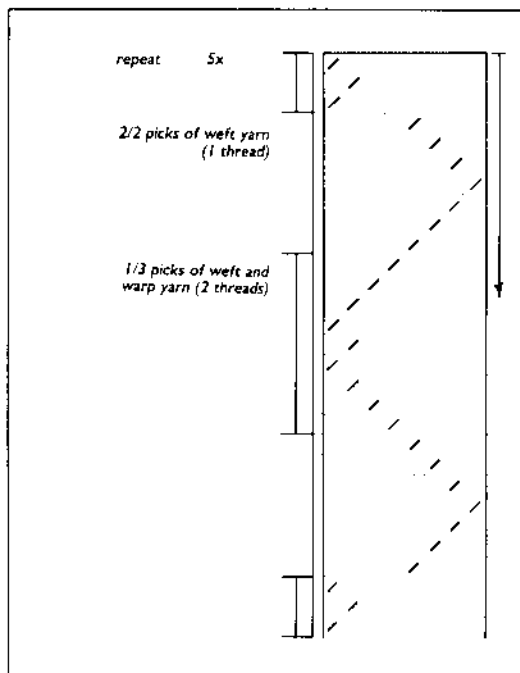 repeat 5x
2/2 picks of weft yarn
(1 thread)
1/3 picks of weft and
warp yarn (2 threads)